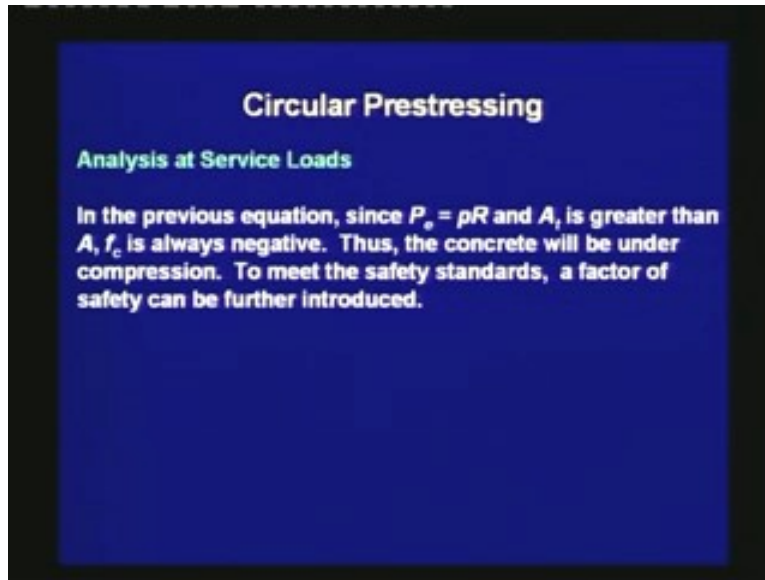 Circular Prestressing
Analysis at Service Loads
In the previous equation, since Pe = pR and At is greater than
A, fc is always negative. Thus, the concrete will be under
compression. To meet the safety standards, a factor of
safety can be further introduced.